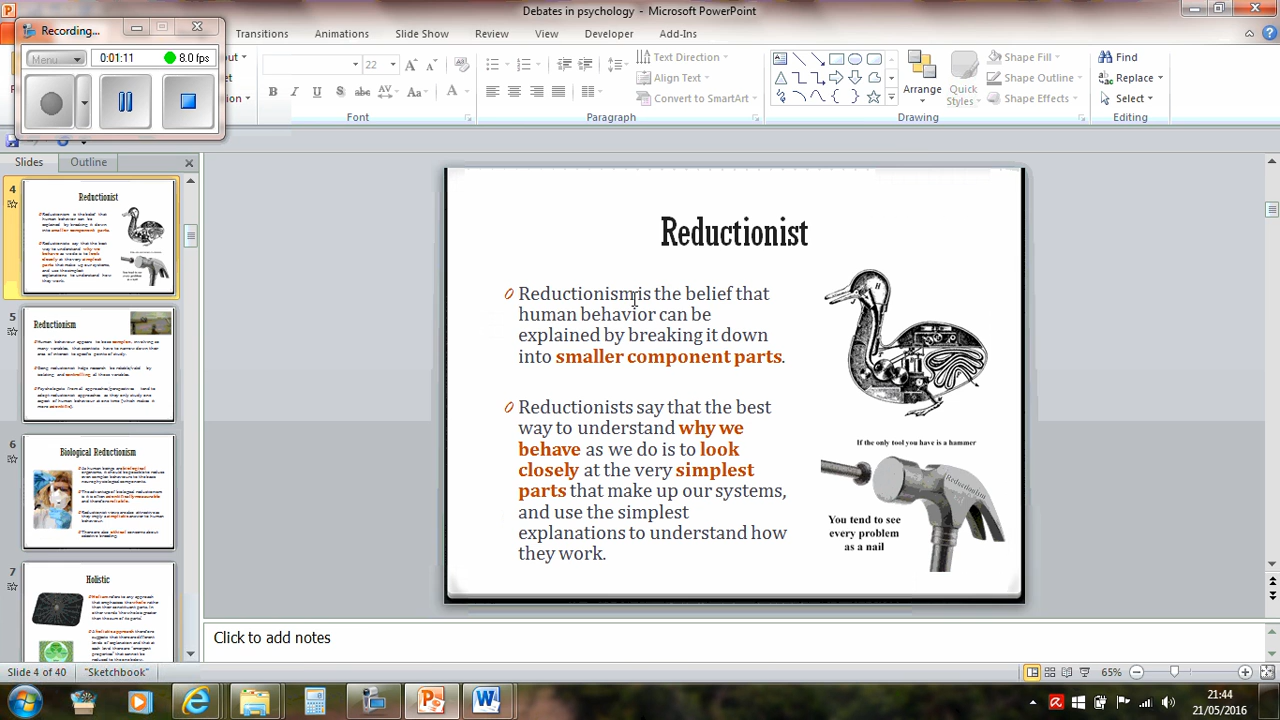 Debates in psychology - Microsoft PowerPoint
Recording...
Transitions Animations Slide Show Review View Developer Add-Ins
Menu 0:01:11 8.0 fps
22
Text Direction
Align Text
Convert to SmartArt
Arrange
Quick Styles
Shape Fill
Shape Outline
Shape Effects
Find
Replace
Select
Font Paragraph Drawing Editing
Slides Outline
4
Reductionist
5
Reductionism
6
Biological Reductionism
7
Holistic
Reductionist
Reductionism is the belief that
human behavior can be
explained by breaking it down
into smaller component parts.
Reductionists say that the best
way to understand why we
behave as we do is to look
closely at the very simplest
parts that make up our systems,
and use the simplest
explanations to understand how
they work.
H
If the only tool you have is a hammer
Reductionism
You tend to see
every problem
as a nail
Click to add notes
Slide 4 of 40 "Sketchbook" 65%
21:44
21/05/2016